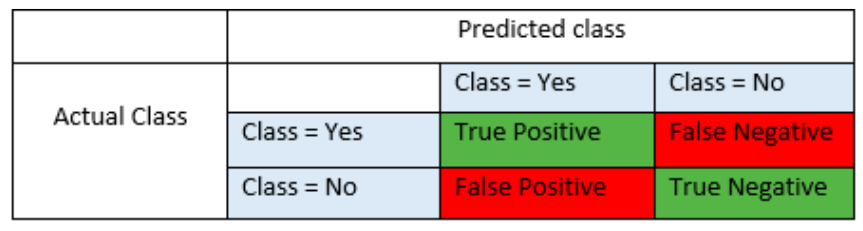 Predicted class
Actual Class
Class = Yes
Class = No
Class = Yes
True Positive
False Negative
Class = No
False Positive
True Negative